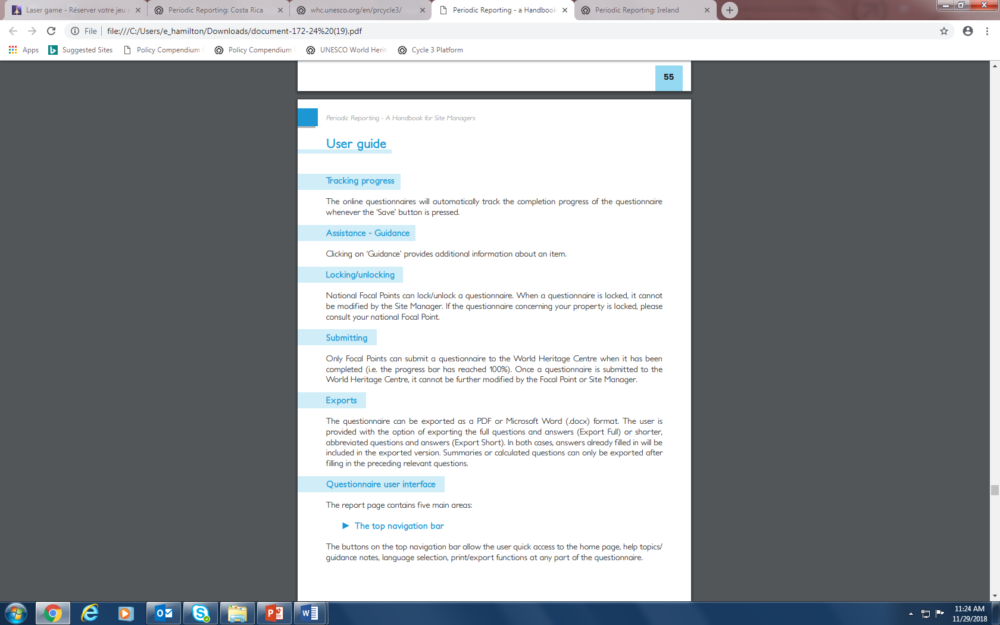 Laser game - Réserver votre jeu e
Periodic Reporting: Costa Rica
whc.unesco.org/en/prcycle3/
Periodic Reporting - a Handbook
Periodic Reporting: Ireland
File
file:///C:/Users/e_hamilton/Downloads/document-172-24%20(19).pdf
Apps
Suggested Sites
Policy Compendium
Policy Compendium
UNESCO World Herit
Cycle 3 Platform
55
Periodic Reporting - A Handbook for Site Managers
User guide
Tracking progress
The online questionnaires will automatically track the completion progress of the questionnaire
whenever the ‘Save’ button is pressed.
Assistance - Guidance
Clicking on ‘Guidance’ provides additional information about an item.
Locking/unlocking
National Focal Points can lock/unlock a questionnaire. When a questionnaire is locked, it cannot
be modified by the Site Manager. If the questionnaire concerning your property is locked, please
consult your national Focal Point.
Submitting
Only Focal Points can submit a questionnaire to the World Heritage Centre when it has been
completed (i.e. the progress bar has reached 100%). Once a questionnaire is submitted to the
World Heritage Centre, it cannot be further modified by the Focal Point or Site Manager.
Exports
The questionnaire can be exported as a PDF or Microsoft Word (.docx) format. The user is
provided with the option of exporting the full questions and answers (Export Full) or shorter,
abbreviated questions and answers (Export Short). In both cases, answers already filled in will be
included in the exported version. Summaries or calculated questions can only be exported after
filling in the preceding relevant questions.
Questionnaire user interface
The report page contains five main areas:
► The top navigation bar
The buttons on the top navigation bar allow the user quick access to the home page, help topics/
guidance notes, language selection, print/export functions at any part of the questionnaire.
11:24 AM
11/29/2018